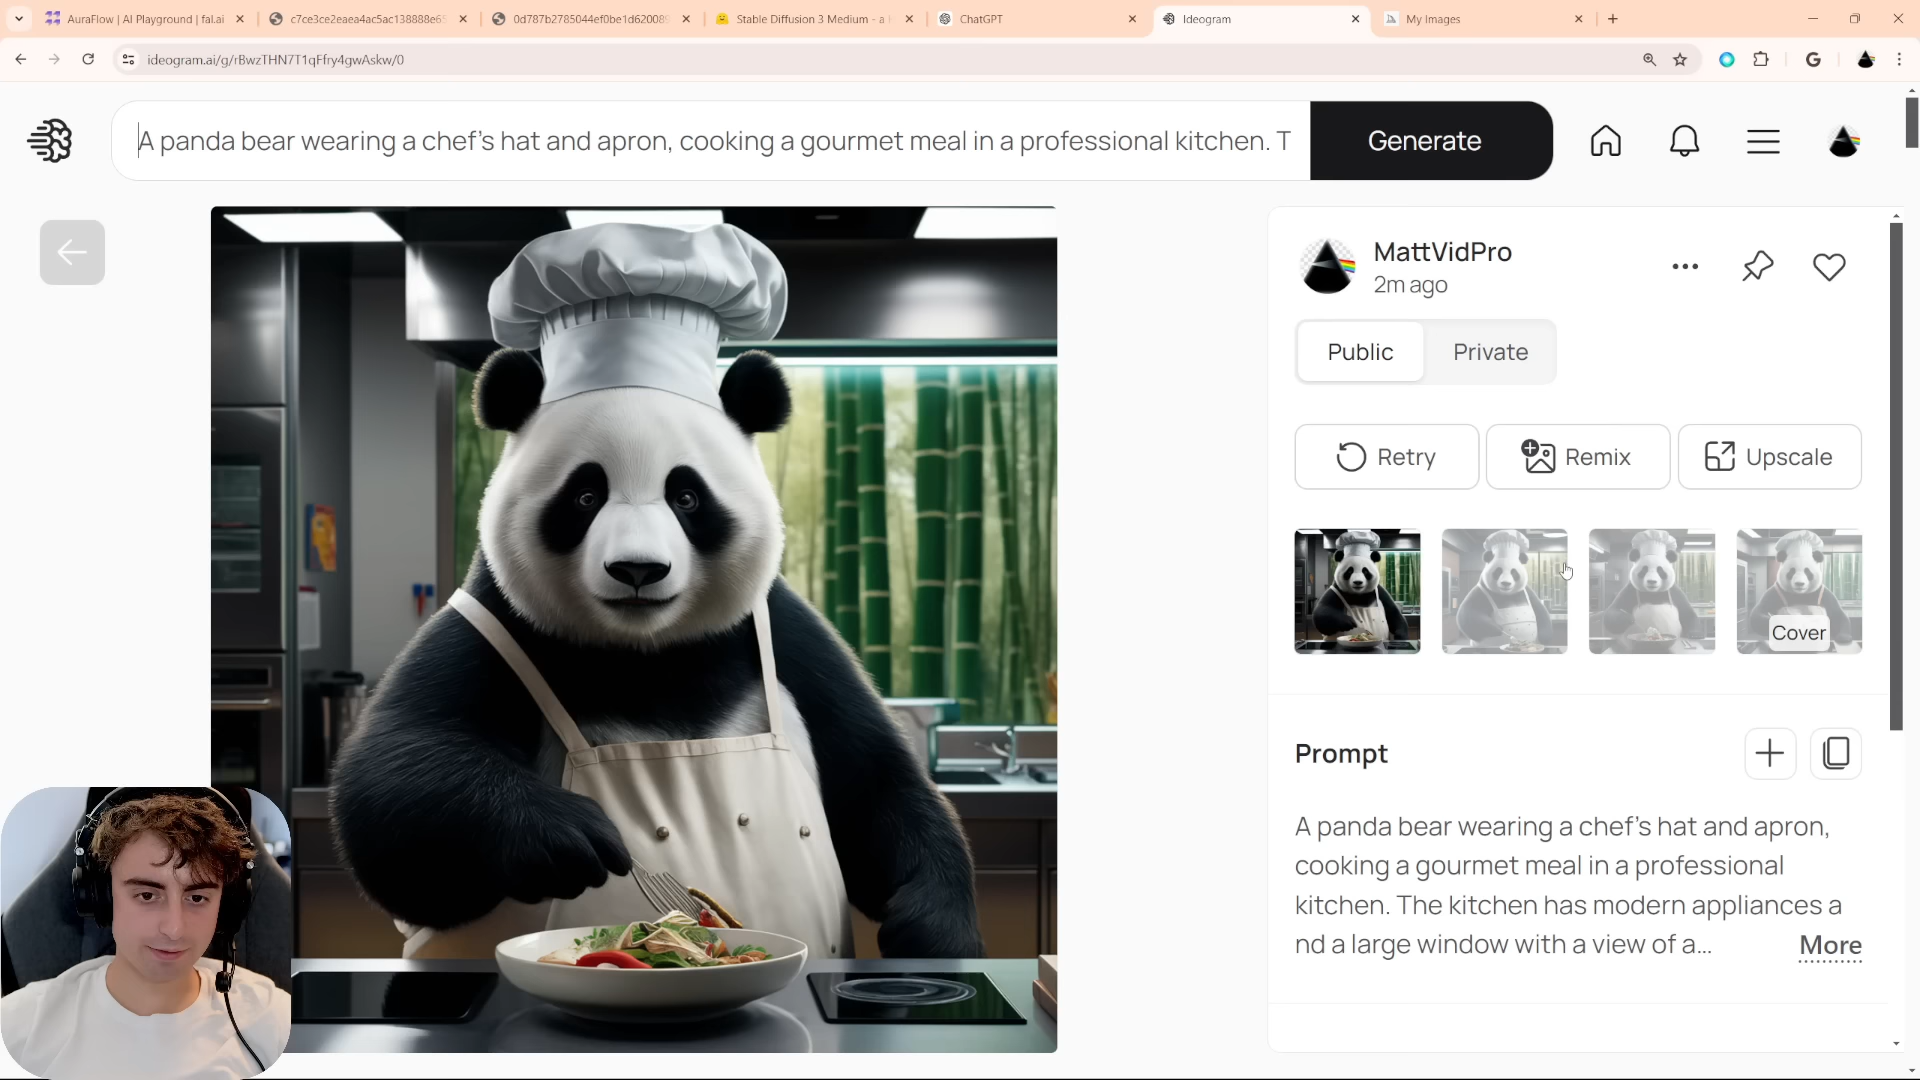 AuraFlow | AI Playground | fal.ai
c7ce3ce2eaea4ac5ac138888e6
0d787b2785044ef0be1d62008
Stable Diffusion 3 Medium - a
ChatGPT
Ideogram
My Images
ideogram.ai/g/rBwzTHN7T1qFfry4gwAskw/0
A panda bear wearing a chef's hat and apron, cooking a gourmet meal in a professional kitchen. T
Generate
MattVidPro
2m ago
Public
Private
Retry
Remix
Upscale
Cover
Prompt
A panda bear wearing a chef's hat and apron,
cooking a gourmet meal in a professional
kitchen. The kitchen has modern appliances a
nd a large window with a view of a...
More